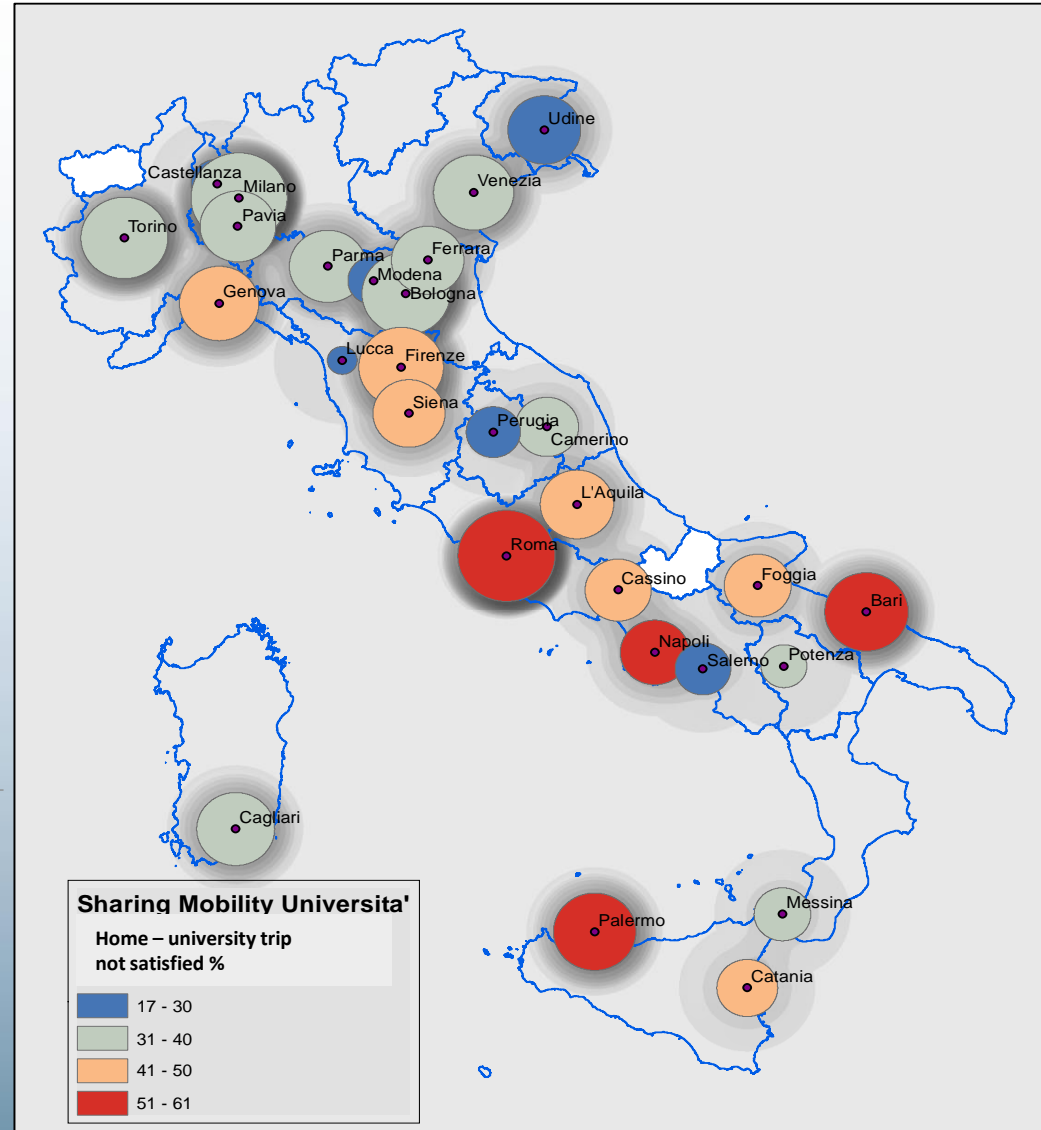 Udine
Castellanza
Milano
Venezia
Torino
Pavia
Parma
Ferrara
Modena
Bologna
Genova
Lucca
Firenze
Siena
Perugia
Camerino
L'Aquila
Roma
Cassino
Foggia
Bari
Napoli
Salerno
Potenza
Cagliari
Messina
Palermo
Catania
Sharing Mobility Universita'
Home – university trip
not satisfied %
17 - 30
31 - 40
41 - 50
51 - 61